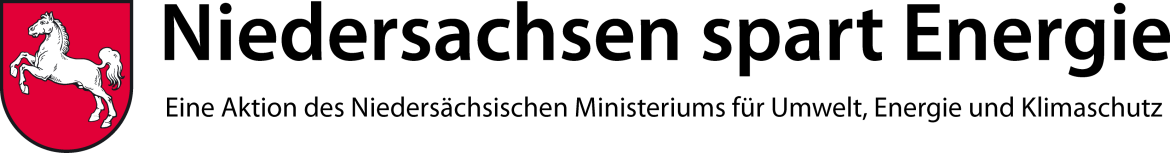 Niedersachsen spart Energie
Eine Aktion des Niedersächsischen Ministeriums für Umwelt, Energie und Klimaschutz